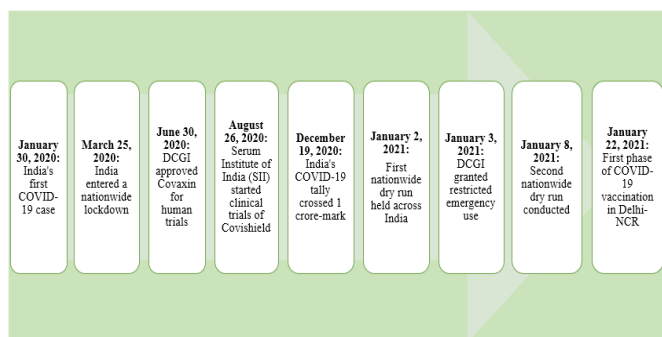 January
30, 2020:
India's
first
COVID-
19 case
March 25,
2020:
India
entered a
nationwide
lockdown
June 30,
2020:
DCGI
approved
Covaxin
for
human
trials
August
26, 2020:
Serum
Institute of
India (SII)
started
clinical
trials of
Covishield
December
19, 2020:
India's
COVID-19
tally
crossed 1
crore-mark
January 2,
2021:
First
nationwide
dry run
held across
India
January 3,
2021:
DCGI
granted
restricted
emergency
use
January 8,
2021:
Second
nationwide
dry run
conducted
January
22, 2021:
First phase
of COVID-
19
vaccination
in Delhi-
NCR